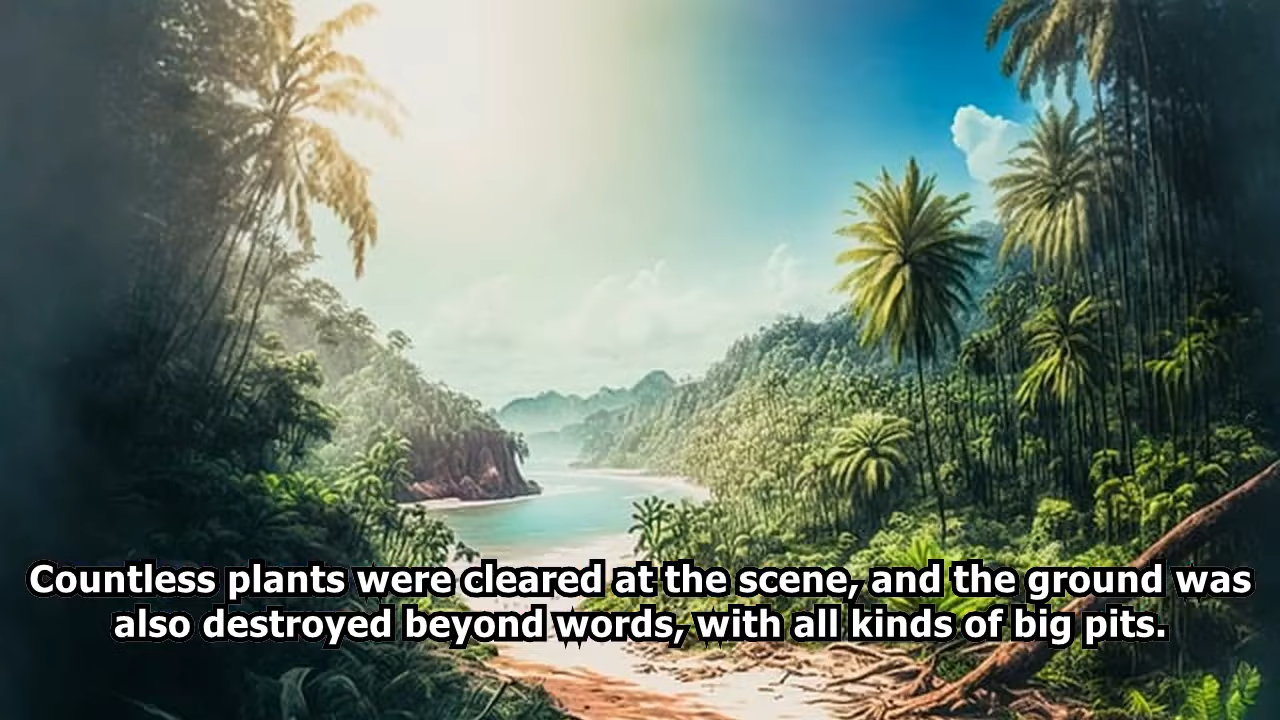 Countless plants were cleared at the scene, and the ground was
also destroyed beyond words, with all kinds of big pits.